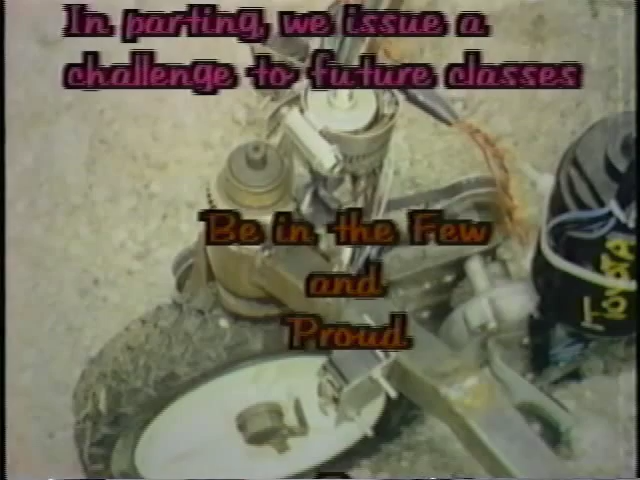 In parting, we issue a
challenge to future classes
Be in the Few
and
Proud
TOYOTA